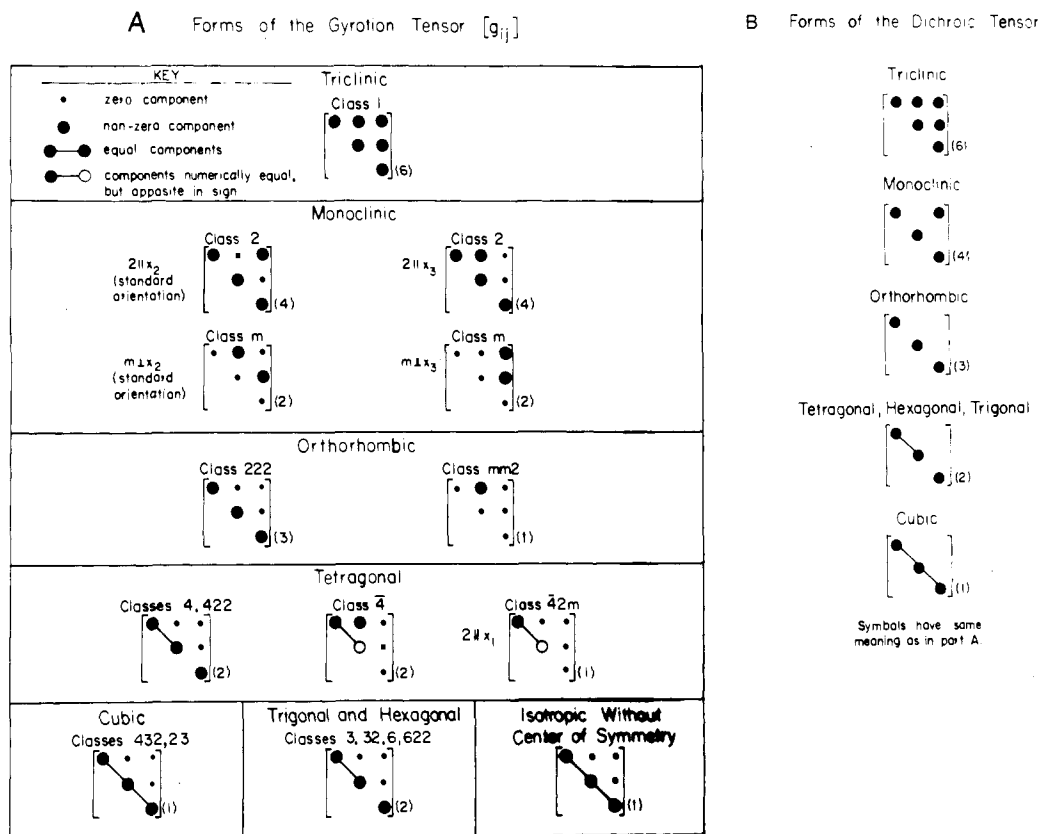 A Forms of the Gyrotion Tensor [gij]
KEY
zero component
non-zero component
equal components
components numerically equal,
but opposite in sign
Triclinic
Class 1
(6)
Monoclinic
Class 2
2||x2
(standard
orientation)
(4)
Class 2
2||x3
(4)
Class m
m⊥x2
(standard
orientation)
(2)
Class m
m⊥x3
(2)
Orthorhombic
Class 222
(3)
Class mm2
(1)
Tetragonal
Classes 4,422
(2)
Class 4̅
(2)
Class 4̅2m
2||x1
(1)
Cubic
Classes 432,23
(1)
Trigonal and Hexagonal
Classes 3,32,6,622
(2)
Isotropic Without
Center of Symmetry
(1)
B Forms of the Dichroic Tensor
Triclinic
(6)
Monoclinic
(4)
Orthorhombic
(3)
Tetragonal, Hexagonal, Trigonal
(2)
Cubic
(1)
Symbols have same
meaning as in part A.